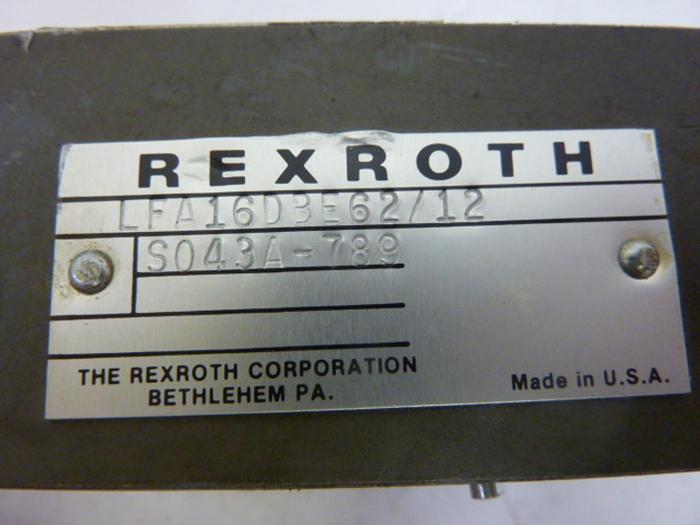 REXROTH
LFA16DBE62/12
S043A-789
THE REXROTH CORPORATION
BETHLEHEM PA.
Made in U.S.A.